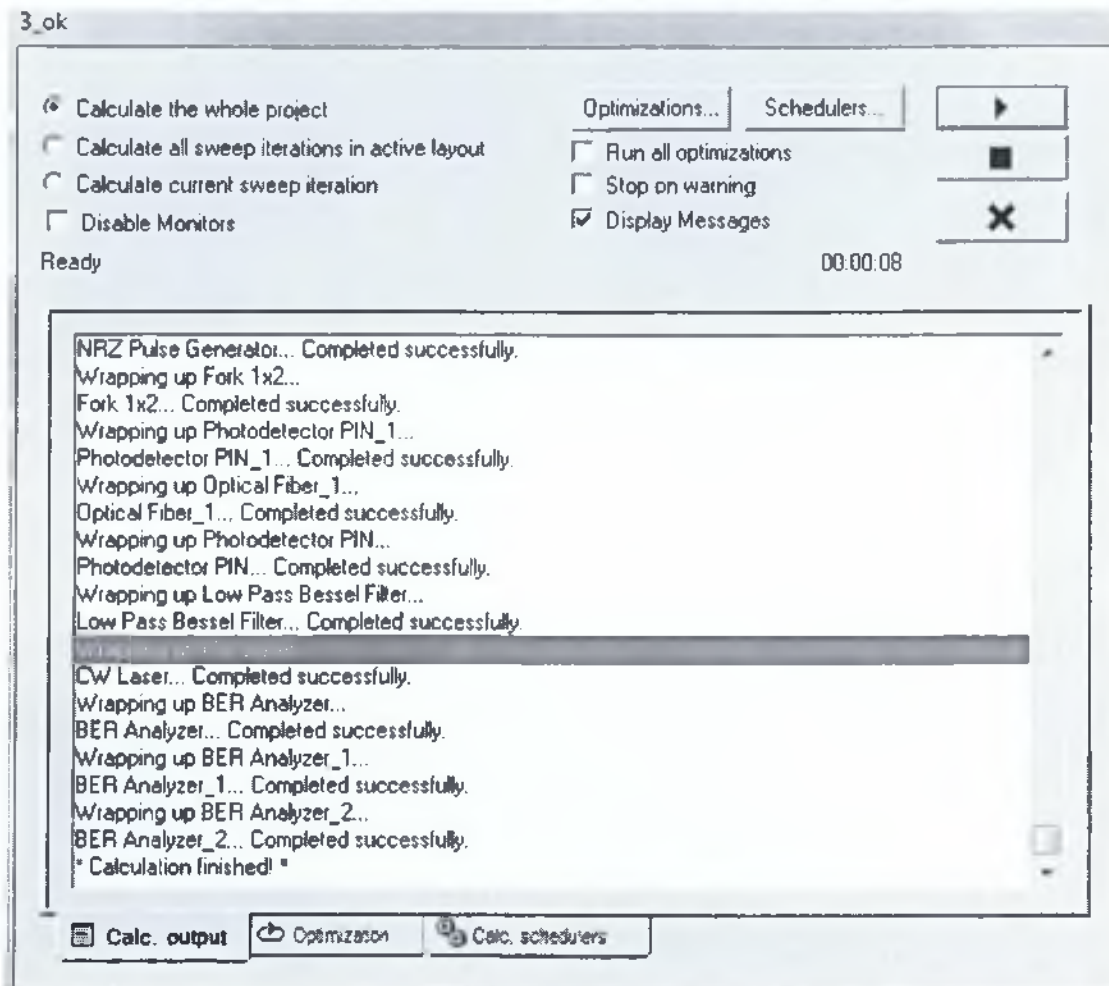 3_ok
Calculate the whole project
Optimizations...
Schedulers...
Calculate all sweep iterations in active layout
Run all optimizations
Calculate current sweep iteration
Stop on warning
Disable Monitors
Display Messages
Ready
00:00:08
NRZ Pulse Generator... Completed successfully.
Wrapping up Fork 1x2...
Fork 1x2... Completed successfully.
Wrapping up Photodetector PIN_1...
Photodetector PIN_1... Completed successfully.
Wrapping up Optical Fiber_1...
Optical Fiber_1... Completed successfully.
Wrapping up Photodetector PIN...
Photodetector PIN... Completed successfully.
Wrapping up Low Pass Bessel Filter...
Low Pass Bessel Filter... Completed successfully.
CW Laser... Completed successfully.
Wrapping up BER Analyzer...
BER Analyzer... Completed successfully.
Wrapping up BER Analyzer_1...
BER Analyzer_1... Completed successfully.
Wrapping up BER Analyzer_2...
BER Analyzer_2... Completed successfully.
* Calculation finished! *
Calc. output
Optimization
Calc. schedulers